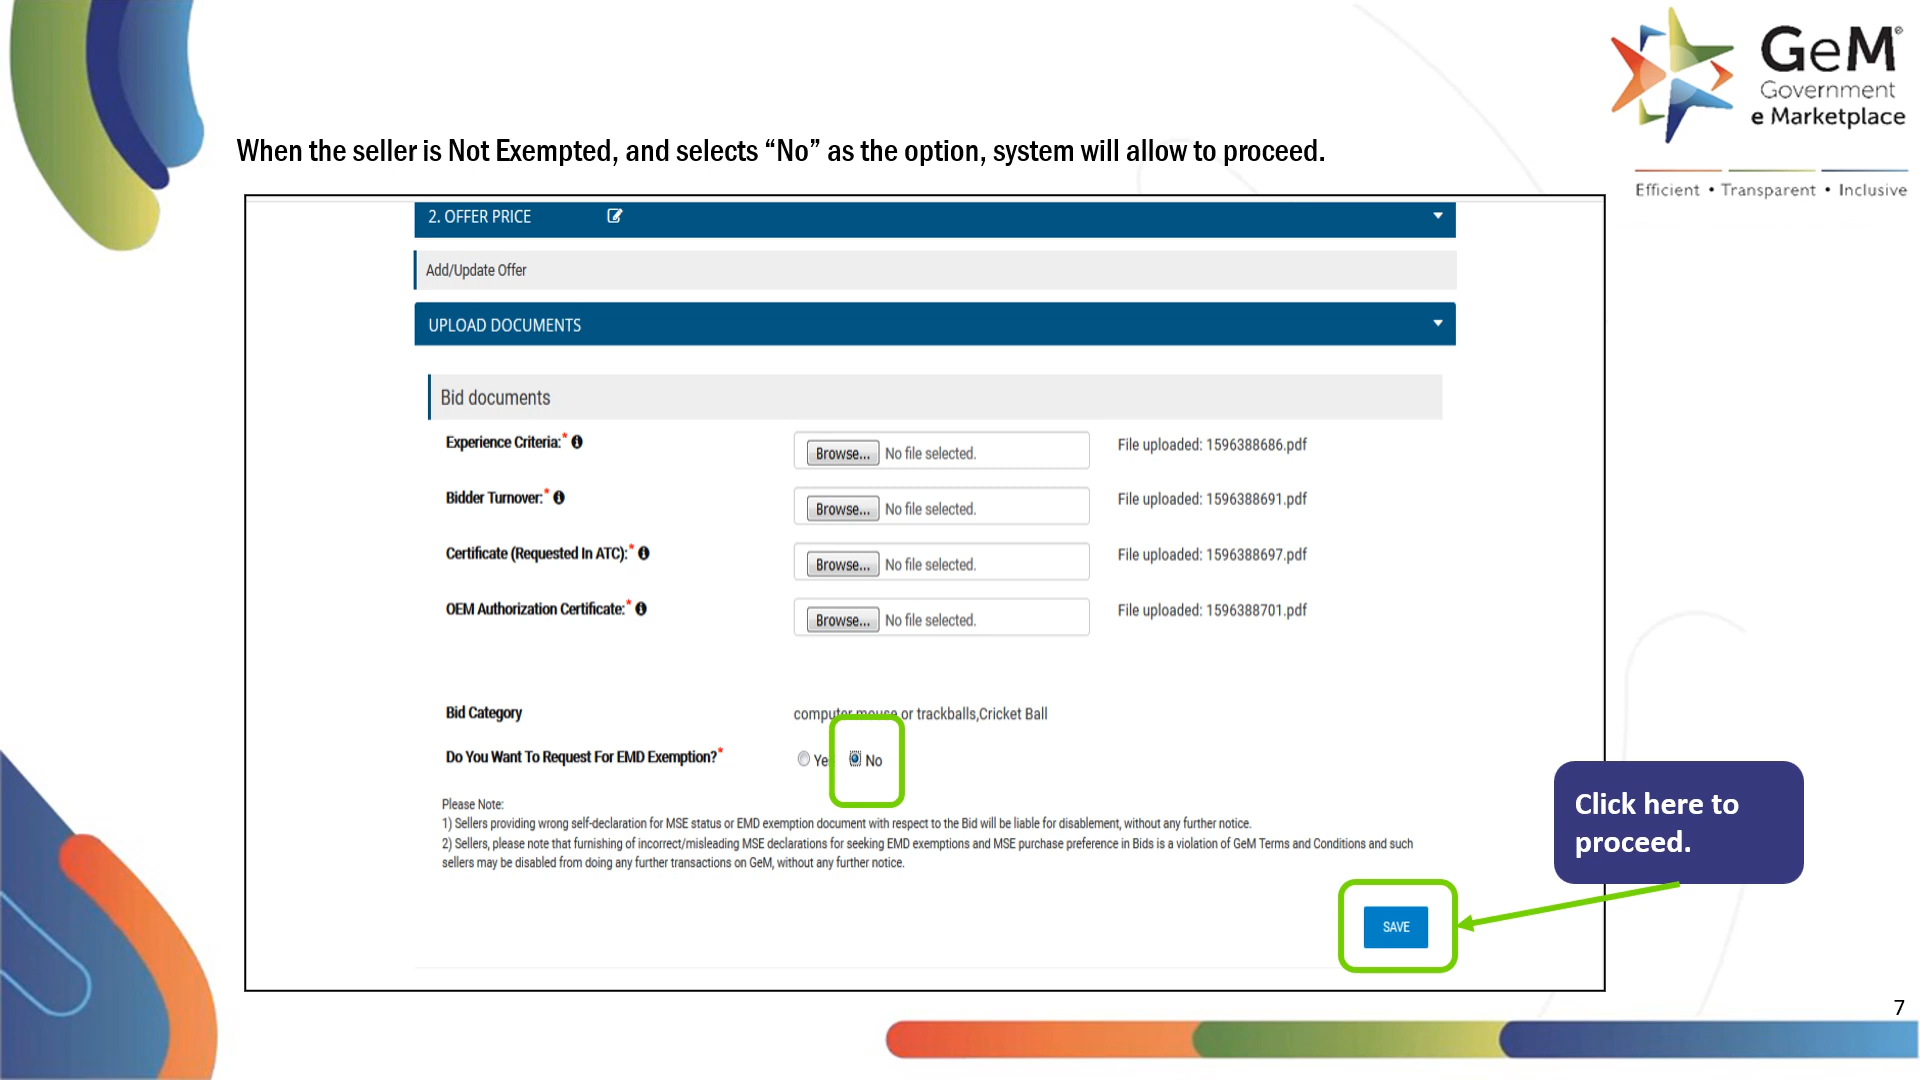 GeM
Government
e Marketplace
Efficient • Transparent • Inclusive
When the seller is Not Exempted, and selects “No” as the option, system will allow to proceed.
2. OFFER PRICE
Add/Update Offer
UPLOAD DOCUMENTS
Bid documents
Experience Criteria:* Browse... No file selected. File uploaded: 1596388686.pdf
Bidder Turnover:* Browse... No file selected. File uploaded: 1596388691.pdf
Certificate (Requested In ATC):* Browse... No file selected. File uploaded: 1596388697.pdf
OEM Authorization Certificate:* Browse... No file selected. File uploaded: 1596388701.pdf
Bid Category computer mouse or trackballs,Cricket Ball
Do You Want To Request For EMD Exemption?* Ye No
Please Note:
1) Sellers providing wrong self-declaration for MSE status or EMD exemption document with respect to the Bid will be liable for disablement, without any further notice.
2) Sellers, please note that furnishing of incorrect/misleading MSE declarations for seeking EMD exemptions and MSE purchase preference in Bids is a violation of GeM Terms and Conditions and such
sellers may be disabled from doing any further transactions on GeM, without any further notice.
Click here to
proceed.
SAVE
7